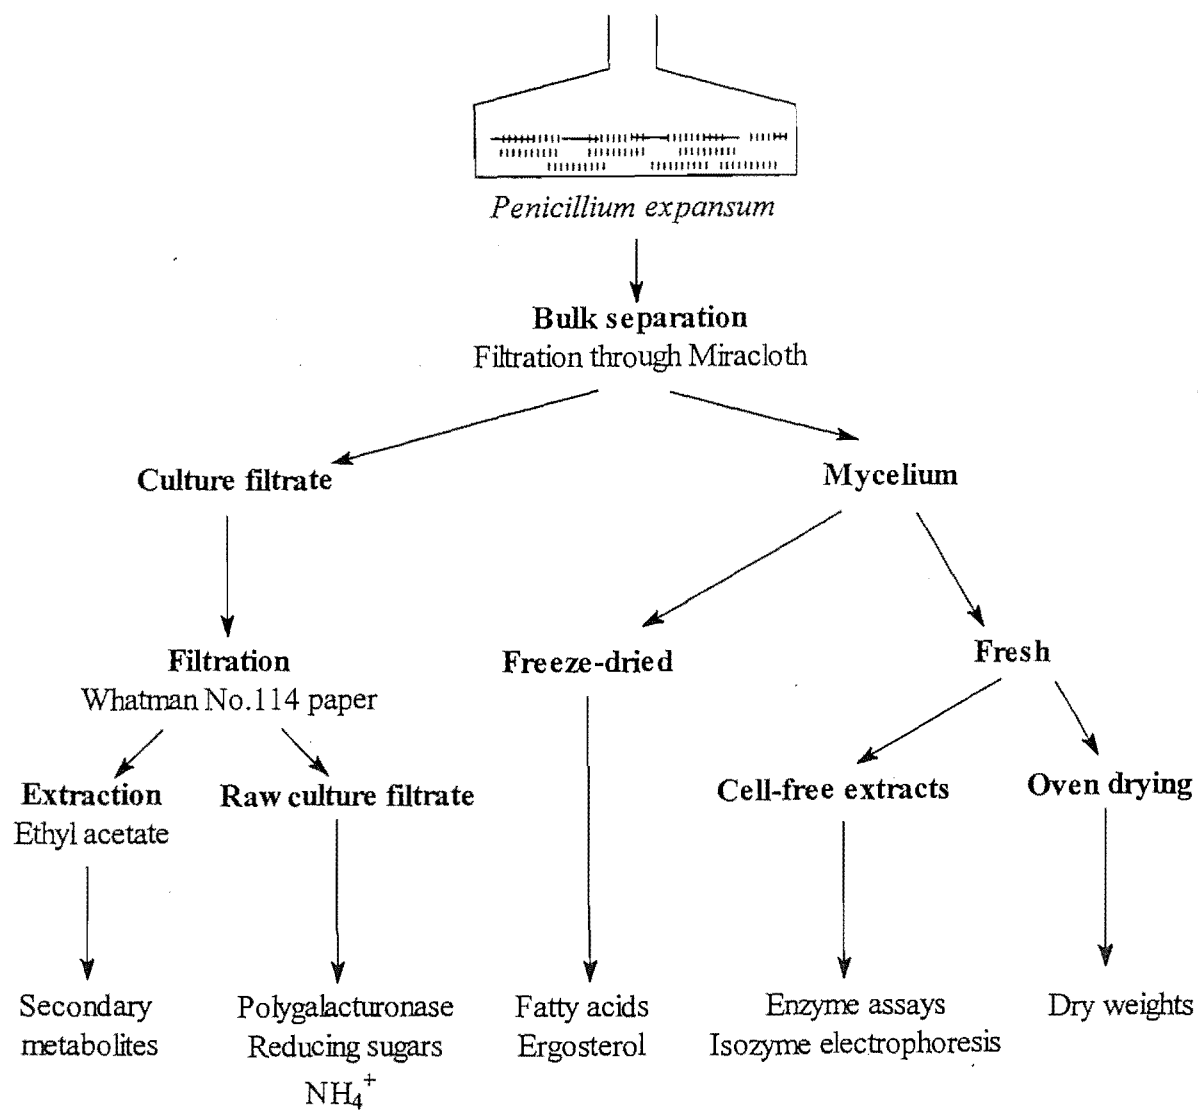 Penicillium expansum
Bulk separation
Filtration through Miracloth
Culture filtrate
Mycelium
Filtration
Whatman No.114 paper
Freeze-dried
Fresh
Extraction
Ethyl acetate
Raw culture filtrate
Cell-free extracts
Oven drying
Secondary
metabolites
Polygalacturonase
Reducing sugars
NH₄⁺
Fatty acids
Ergosterol
Enzyme assays
Isozyme electrophoresis
Dry weights